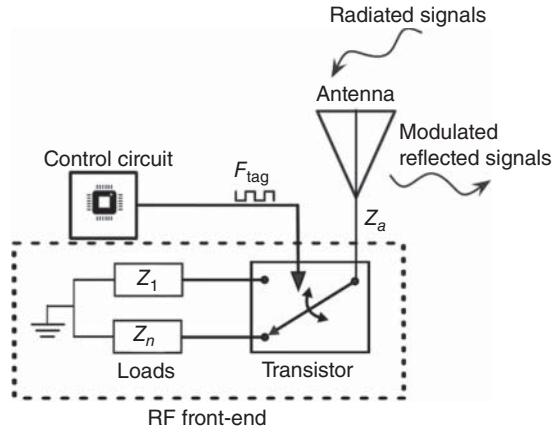 Radiated signals
Antenna
Modulated
reflected signals
Control circuit
F_tag
Z_a
Z_1
Z_n
Loads
Transistor
RF front-end